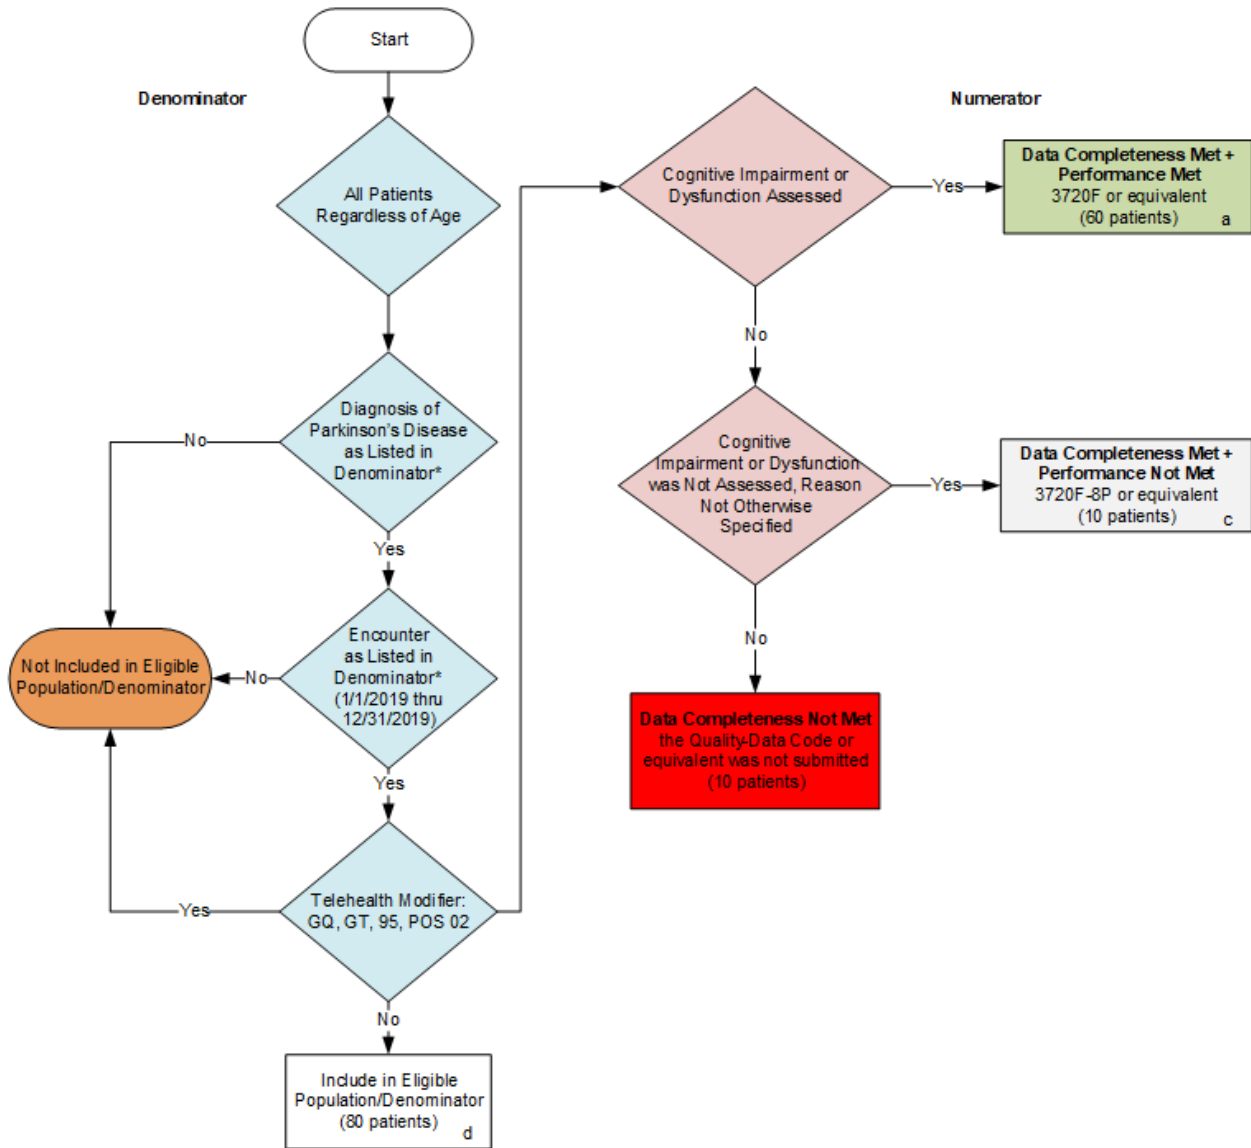 Start
Denominator
Numerator
All Patients
Regardless of Age
Diagnosis of
Parkinson's Disease
as Listed in
Denominator*
No
Yes
Encounter
as Listed in
Denominator*
(1/1/2019 thru
12/31/2019)
No
Not Included in Eligible
Population/Denominator
Yes
Telehealth Modifier:
GQ, GT, 95, POS 02
Yes
No
Include in Eligible
Population/Denominator
(80 patients)
d
Cognitive Impairment or
Dysfunction Assessed
Yes
Data Completeness Met +
Performance Met
3720F or equivalent
(60 patients)
a
No
Cognitive
Impairment or Dysfunction
was Not Assessed, Reason
Not Otherwise
Specified
Yes
Data Completeness Met +
Performance Not Met
3720F-8P or equivalent
(10 patients)
c
No
Data Completeness Not Met
the Quality-Data Code or
equivalent was not submitted
(10 patients)